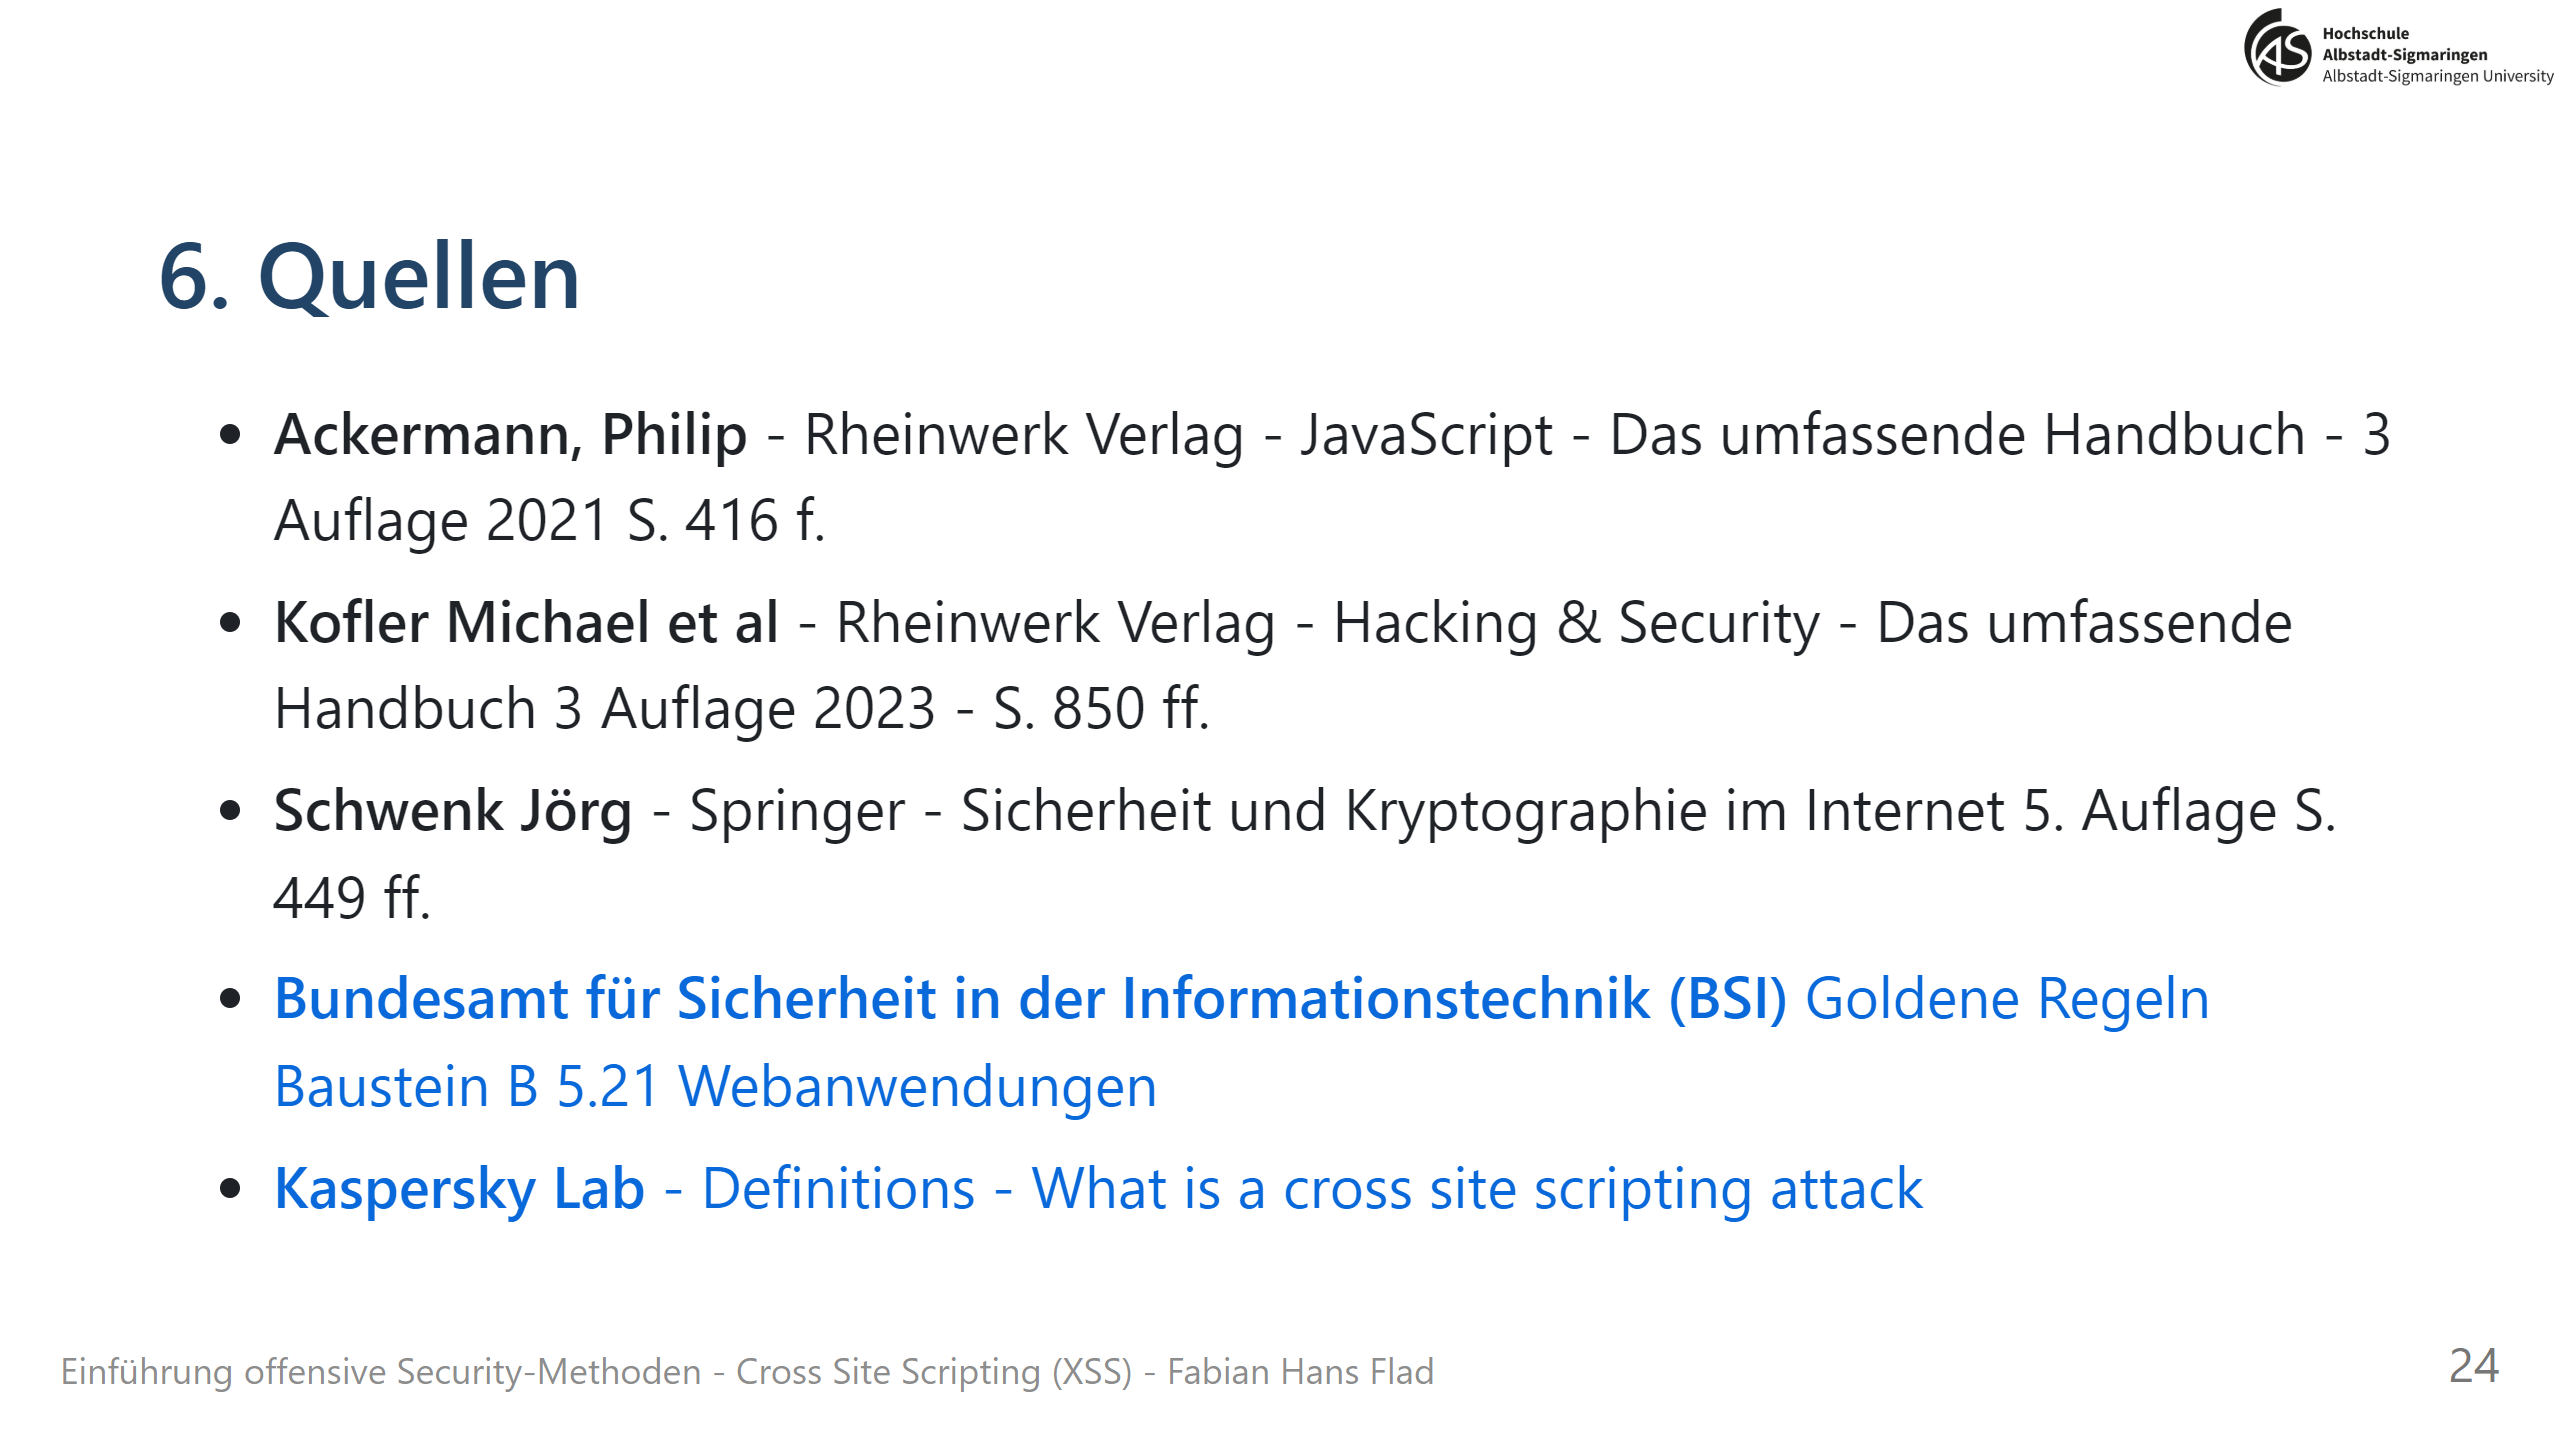 Hochschule
Albstadt-Sigmaringen
Albstadt-Sigmaringen University
6. Quellen
• Ackermann, Philip - Rheinwerk Verlag - JavaScript - Das umfassende Handbuch - 3
Auflage 2021 S. 416 f.
• Kofler Michael et al - Rheinwerk Verlag - Hacking & Security - Das umfassende
Handbuch 3 Auflage 2023 - S. 850 ff.
• Schwenk Jörg - Springer - Sicherheit und Kryptographie im Internet 5. Auflage S.
449 ff.
• Bundesamt für Sicherheit in der Informationstechnik (BSI) Goldene Regeln
Baustein B 5.21 Webanwendungen
• Kaspersky Lab - Definitions - What is a cross site scripting attack
Einführung offensive Security-Methoden - Cross Site Scripting (XSS) - Fabian Hans Flad
24